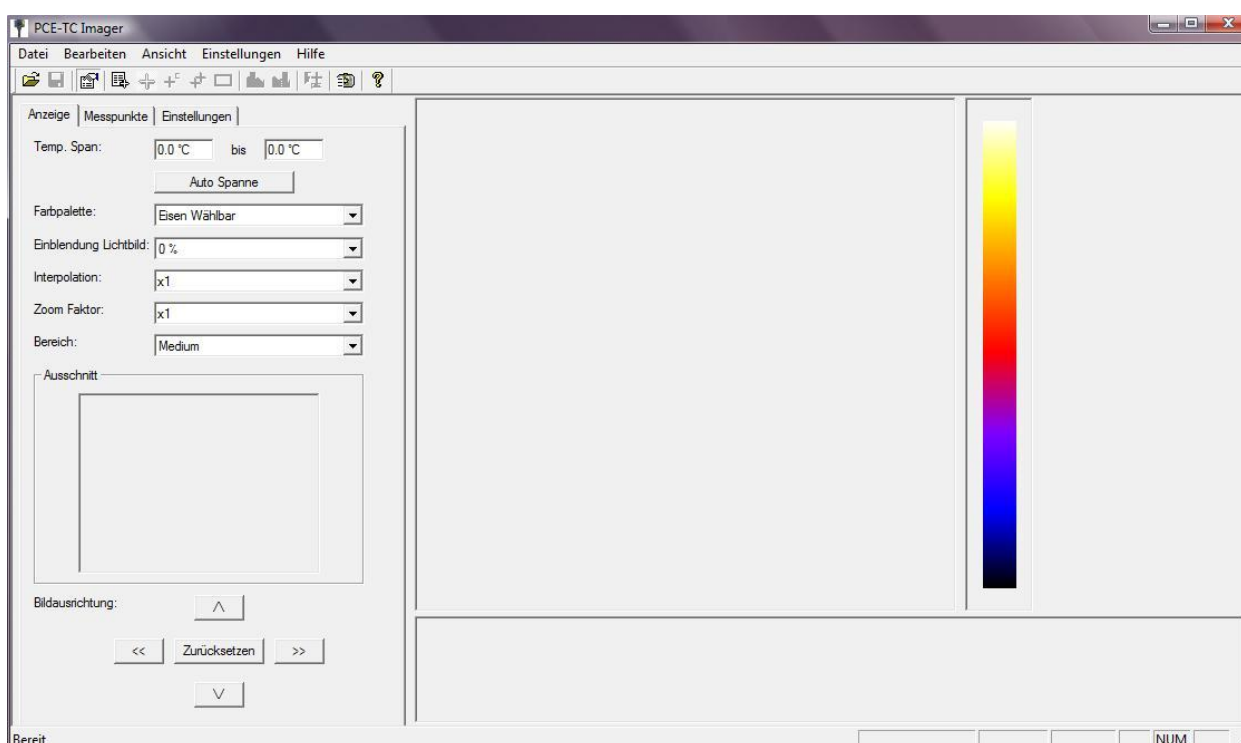 PCE-TC Imager
Datei Bearbeiten Ansicht Einstellungen Hilfe
Anzeige Messpunkte Einstellungen
Temp. Span: 0.0 °C bis 0.0 °C
Auto Spanne
Farbpalette: Eisen Wählbar
Einblendung Lichtbild: 0 %
Interpolation: x1
Zoom Faktor: x1
Bereich: Medium
Ausschnitt
Bildausrichtung: ˄
<< Zurücksetzen >>
˅
Bereit NUM